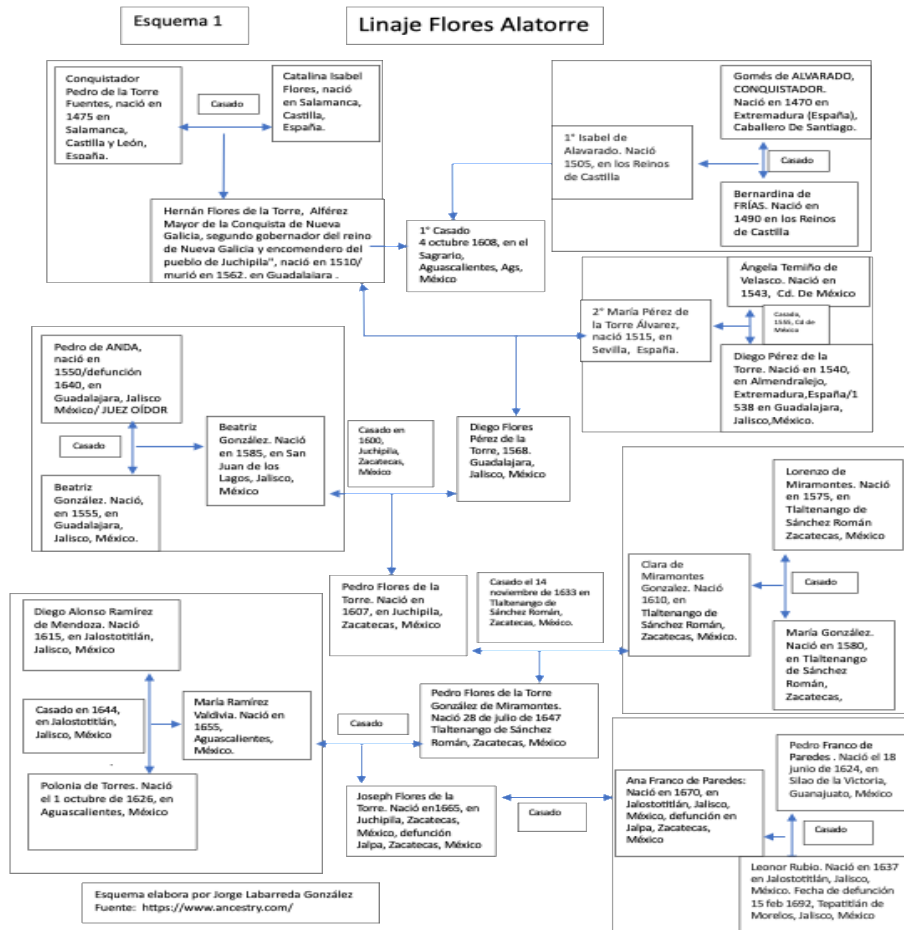 Esquema 1
Linaje Flores Alatorre
Conquistador
Pedro de la Torre
Fuentes, nació en
1475 en
Salamanca,
Castilla y León,
España.
Casado
Catalina Isabel
Flores, nació
en Salamanca,
Castilla,
España.
Gomés de ALVARADO,
CONQUISTADOR.
Nació en 1470 en
Extremadura (España),
Caballero De Santiago.
1° Isabel de
Alavarado. Nació
1505, en los Reinos
de Castilla
Casado
Bernardina de
FRÍAS. Nació en
1490 en los Reinos
de Castilla
Hernán Flores de la Torre, Alférez
Mayor de la Conquista de Nueva
Galicia, segundo gobernador del reino
de Nueva Galicia y encomendero del
pueblo de Juchipila", nació en 1510/
murió en 1562. en Guadalajara .
1° Casado
4 octubre 1608, en el
Sagrario,
Aguascalientes, Ags,
México
Ángela Temiño de
Velasco. Nació en
1543, Cd. De México
2° María Pérez de
la Torre Álvarez,
nació 1515, en
Sevilla, España.
Casada,
1555, Cd de
México
Diego Pérez de la
Torre. Nació en 1540,
en Almendralejo,
Extremadura,España/1
538 en Guadalajara,
Jalisco,México.
Pedro de ANDA,
nació en
1550/defunción
1640, en
Guadalajara, Jalisco
México/ JUEZ OÍDOR
Casado
Beatriz
González. Nació
en 1585, en San
Juan de los
Lagos, Jalisco,
México
Casado en
1600,
Juchipila,
Zacatecas,
México
Diego Flores
Pérez de la
Torre, 1568.
Guadalajara,
Jalisco, México
Beatriz
González. Nació,
en 1555, en
Guadalajara,
Jalisco, México.
Lorenzo de
Miramontes. Nació
en 1575, en
Tlaltenango de
Sánchez Román
Zacatecas, México
Clara de
Miramontes
Gonzalez. Nació
1610, en
Tlaltenango de
Sánchez Román,
Zacatecas, México.
Casado
María González.
Nació en 1580,
en Tlaltenango de
Sánchez
Román,
Zacatecas,
Pedro Flores de la
Torre. Nació en
1607, en Juchipila,
Zacatecas, México
Casado el 14
noviembre de 1633 en
Tlaltenango de
Sánchez Román,
Zacatecas, México.
Diego Alonso Ramírez
de Mendoza. Nació
1615, en Jalostotitlán,
Jalisco, México
Casado en 1644,
en Jalostotitlán,
Jalisco, México
María Ramírez
Valdivia. Nació en
1655,
Aguascalientes,
México.
Polonia de Torres. Nació
el 1 octubre de 1626, en
Aguascalientes, México
Casado
Pedro Flores de la Torre
González de Miramontes.
Nació 28 de julio de 1647
Tlaltenango de Sánchez
Román, Zacatecas, México
Joseph Flores de la
Torre. Nació en1665, en
Juchipila, Zacatecas,
México, defunción
Jalpa, Zacatecas, México
Casado
Ana Franco de Paredes:
Nació en 1670, en
Jalostotitlán, Jalisco,
México, defunción en
Jalpa, Zacatecas,
México
Pedro Franco de
Paredes . Nació el 18
junio de 1624, en
Silao de la Victoria,
Guanajuato, México
Casado
Leonor Rubio. Nació en 1637
en Jalostotitlán, Jalisco,
México. Fecha de defunción
15 feb 1692, Tepatitlán de
Morelos, Jalisco, México
Esquema elabora por Jorge Labarreda González
Fuente: https://www.ancestry.com/